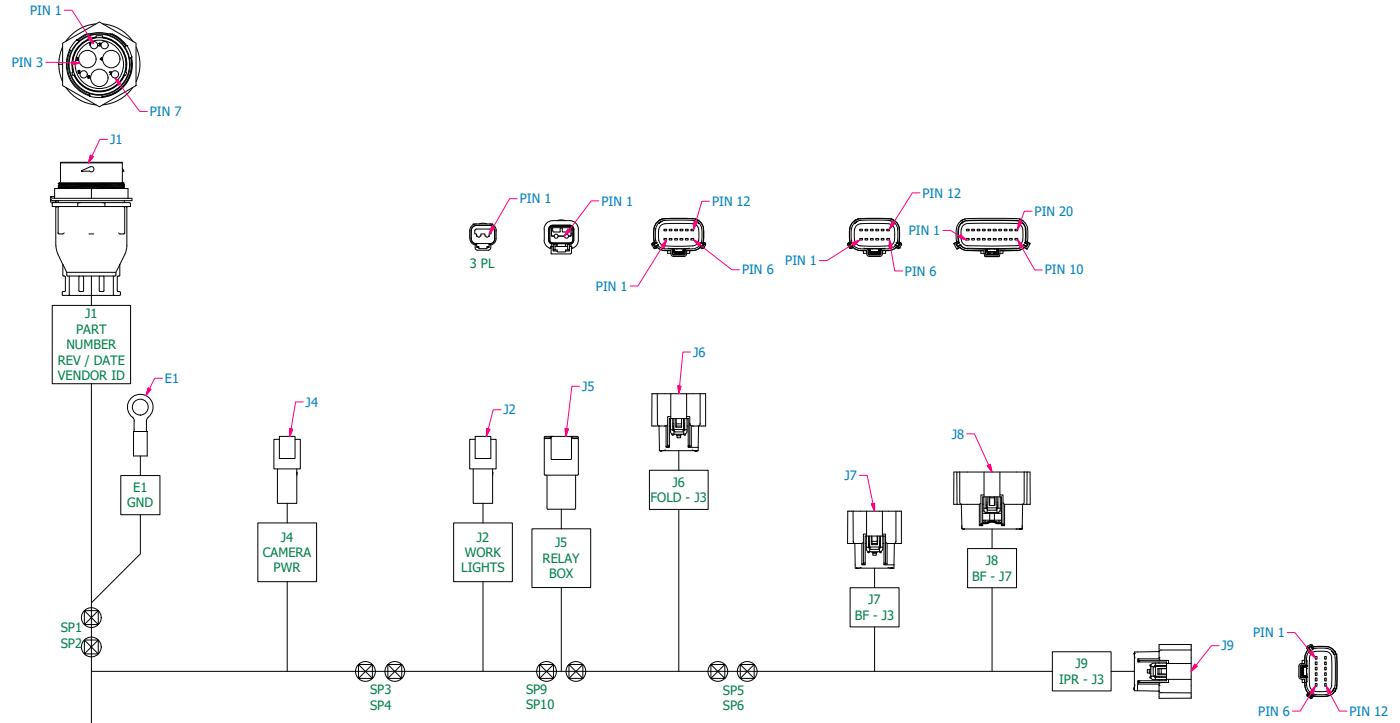 PIN 1
PIN 3
PIN 7
J1
PIN 1
3 PL
PIN 1
PIN 12
PIN 1
PIN 6
PIN 12
PIN 1
PIN 6
PIN 20
PIN 1
PIN 10
J1
PART
NUMBER
REV / DATE
VENDOR ID
E1
E1
GND
J4
J4
CAMERA
PWR
J2
J2
WORK
LIGHTS
J5
J5
RELAY
BOX
J6
J6
FOLD - J3
J7
J7
BF - J3
J8
J8
BF - J7
SP1
SP2
SP3
SP4
SP9
SP10
SP5
SP6
J9
IPR - J3
J9
PIN 1
PIN 6
PIN 12